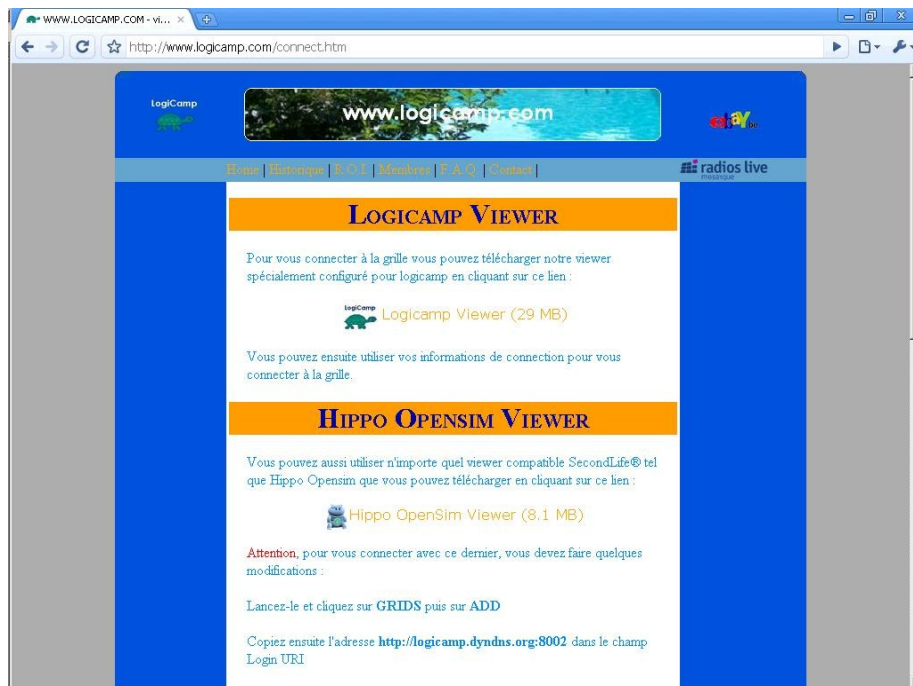 WWW.LOGICAMP.COM - vi...
http://www.logicamp.com/connect.htm
LogiCamp
www.logicamp.com
ebay.be
Home | Historique | R.O.I. | Membres | F.A.Q. | Contact |
radios live
mosaique
LOGICAMP VIEWER
Pour vous connecter à la grille vous pouvez télécharger notre viewer
spécialement configuré pour logicamp en cliquant sur ce lien :
LogiCamp
Logicamp Viewer (29 MB)
Vous pouvez ensuite utiliser vos informations de connection pour vous
connecter à la grille.
HIPPO OPENSIM VIEWER
Vous pouvez aussi utiliser n'importe quel viewer compatible SecondLife® tel
que Hippo Opensim que vous pouvez télécharger en cliquant sur ce lien :
Hippo OpenSim Viewer (8.1 MB)
Attention, pour vous connecter avec ce dernier, vous devez faire quelques
modifications :
Lancez-le et cliquez sur GRIDS puis sur ADD
Copiez ensuite l'adresse http://logicamp.dyndns.org:8002 dans le champ
Login URI